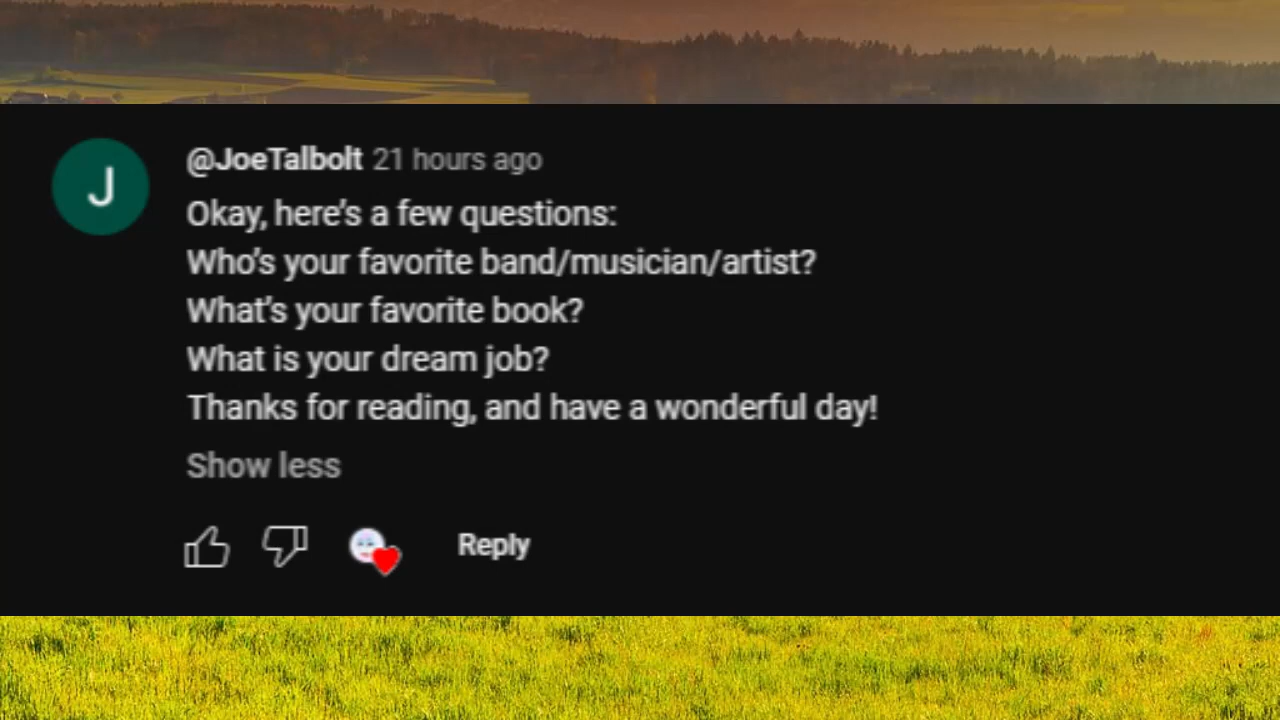 J
@JoeTalbolt 21 hours ago
Okay, here's a few questions:
Who's your favorite band/musician/artist?
What's your favorite book?
What is your dream job?
Thanks for reading, and have a wonderful day!
Show less
Reply